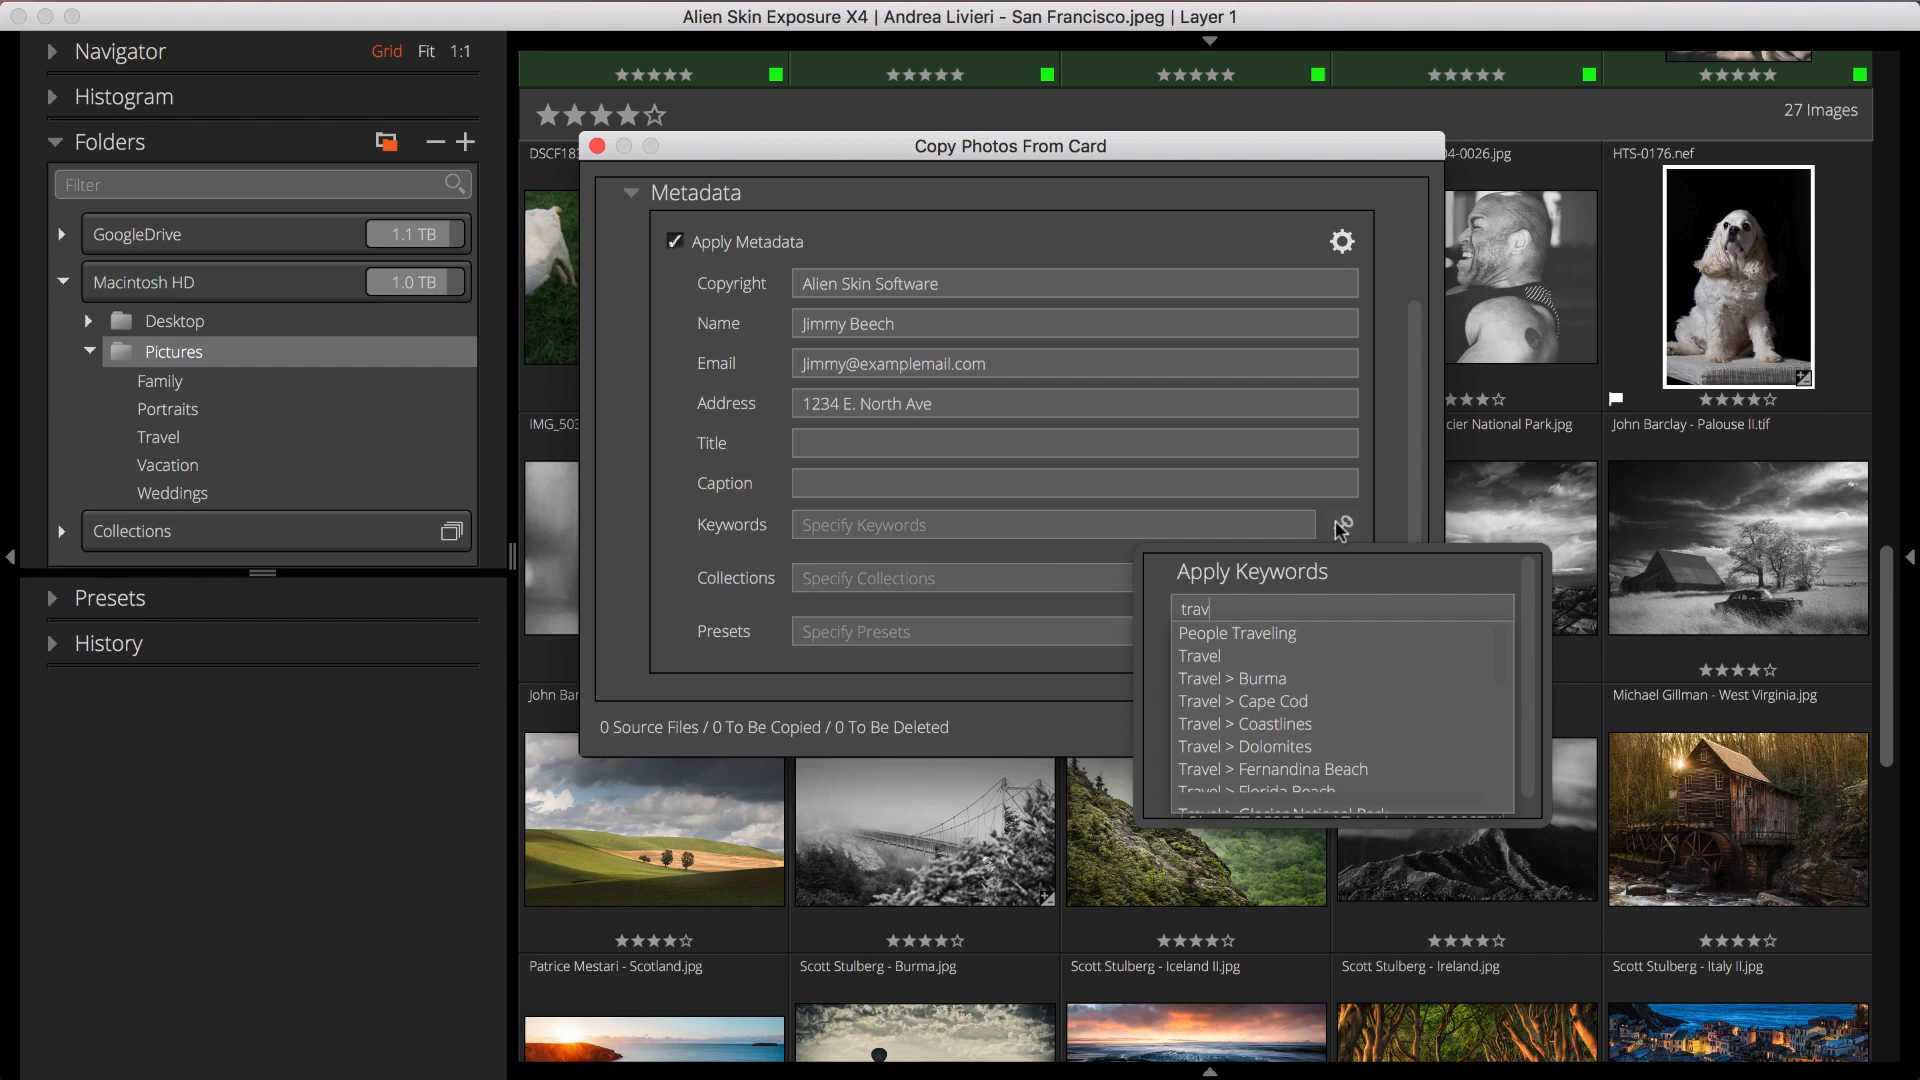 Alien Skin Exposure X4 | Andrea Livieri - San Francisco.jpeg | Layer 1
Navigator
Grid Fit 1:1
Histogram
Folders
Filter
GoogleDrive 1.1 TB
Macintosh HD 1.0 TB
Desktop
Pictures
Family
Portraits
Travel
Vacation
Weddings
Collections
Presets
History
27 Images
DSCF18
4-0026.jpg
HTS-0176.nef
Copy Photos From Card
Metadata
Apply Metadata
Copyright Alien Skin Software
Name Jimmy Beech
Email Jimmy@examplemail.com
Address 1234 E. North Ave
Title
Caption
Keywords Specify Keywords
Collections Specify Collections
Presets Specify Presets
0 Source Files / 0 To Be Copied / 0 To Be Deleted
Apply Keywords
trav
People Traveling
Travel
Travel > Burma
Travel > Cape Cod
Travel > Coastlines
Travel > Dolomites
Travel > Fernandina Beach
Travel > Florida Beach
Travel > Glacier National Park
IMG_503
cier National Park.jpg
John Barclay - Palouse II.tif
John Bar
Michael Gillman - West Virginia.jpg
Patrice Mestari - Scotland.jpg
Scott Stulberg - Burma.jpg
Scott Stulberg - Iceland II.jpg
Scott Stulberg - Ireland.jpg
Scott Stulberg - Italy II.jpg